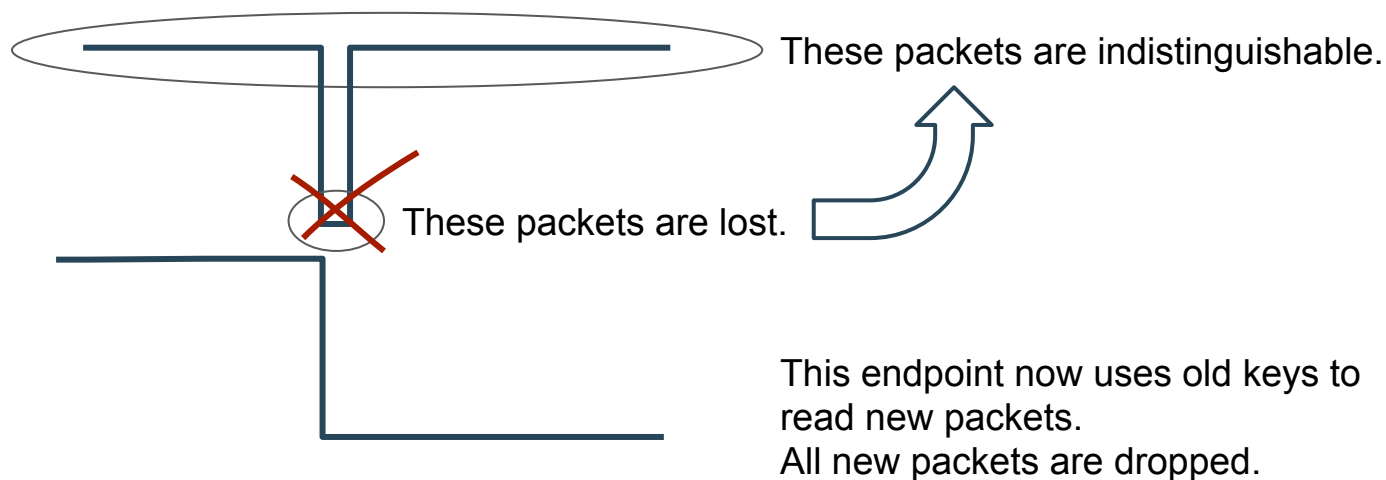 These packets are indistinguishable.
These packets are lost.
This endpoint now uses old keys to
read new packets.
All new packets are dropped.